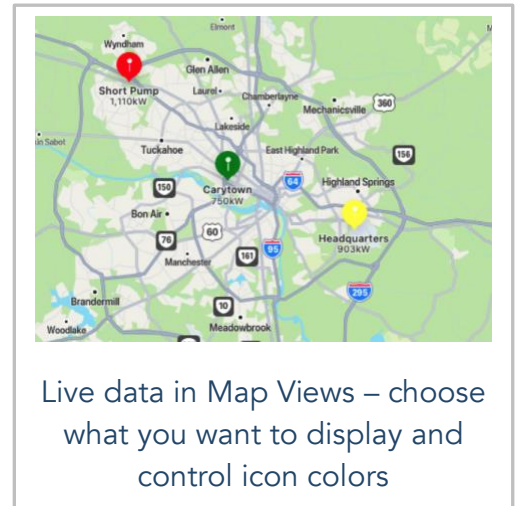 Elmont
Wyndham
Glen Allen
Short Pump
1,110kW
Laurel
Chamberlayne
Mechanicsville
360
Lakeside
Sabot
Tuckahoe
East Highland Park
156
150
Carytown
750kW
64
Highland Springs
Bon Air
60
Headquarters
903kW
76
95
161
Manchester
295
Brandermill
10
Woodlake
Meadowbrook
Live data in Map Views – choose
what you want to display and
control icon colors